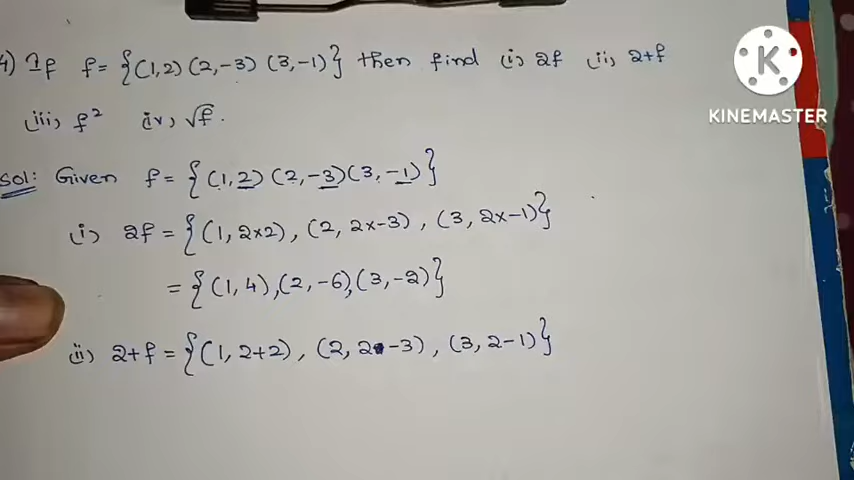 4) If f = {(1,2) (2,-3) (3,-1)} then find (i) 2f (ii) 2+f
(iii) f² (iv) √f.
Sol: Given f = {(1,2) (2,-3) (3,-1)}
(i) 2f = {(1, 2×2), (2, 2×-3), (3, 2×-1)}
= {(1,4),(2,-6),(3,-2)}
(ii) 2+f = {(1, 2+2), (2, 2-3), (3, 2-1)}
KINEMASTER